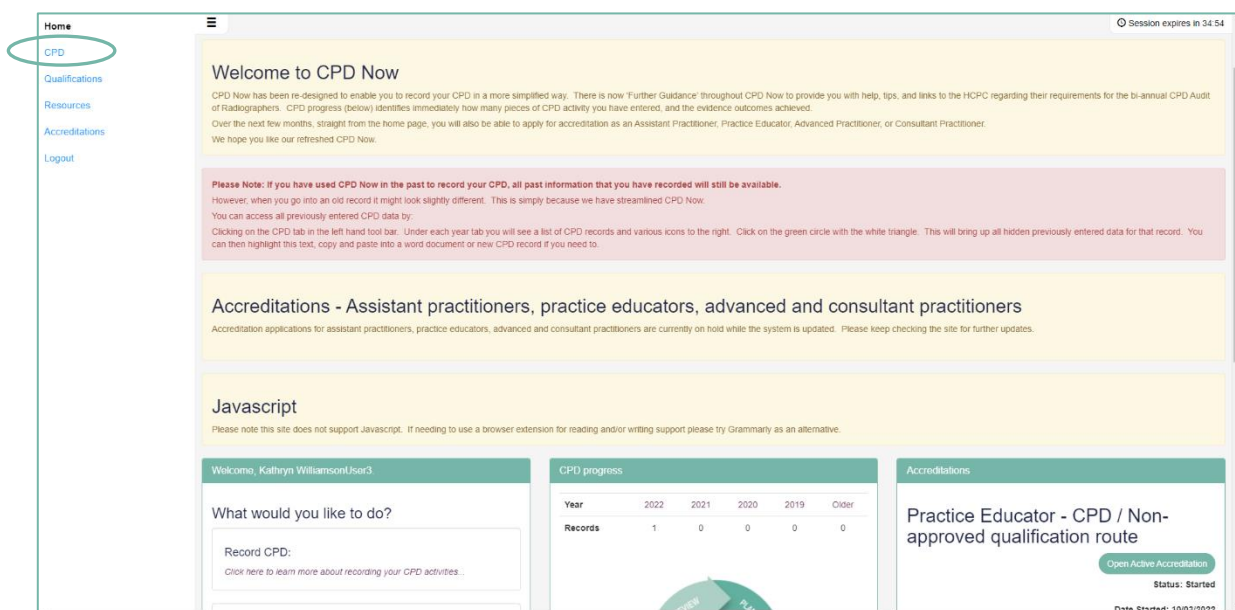 Home
Session expires in 34:54
CPD
Qualifications
Resources
Accreditations
Logout
Welcome to CPD Now
CPD Now has been re-designed to enable you to record your CPD in a more simplified way. There is now 'Further Guidance' throughout CPD Now to provide you with help, tips, and links to the HCPC regarding their requirements for the bi-annual CPD Audit
of Radiographers. CPD progress (below) identifies immediately how many pieces of CPD activity you have entered, and the evidence outcomes achieved.
Over the next few months, straight from the home page, you will also be able to apply for accreditation as an Assistant Practitioner, Practice Educator, Advanced Practitioner, or Consultant Practitioner.
We hope you like our refreshed CPD Now.
Please Note: If you have used CPD Now in the past to record your CPD, all past information that you have recorded will still be available.
However, when you go into an old record it might look slightly different. This is simply because we have streamlined CPD Now.
You can access all previously entered CPD data by:
Clicking on the CPD tab in the left hand tool bar. Under each year tab you will see a list of CPD records and various icons to the right. Click on the green circle with the white triangle. This will bring up all hidden previously entered data for that record. You
can then highlight this text, copy and paste into a word document or new CPD record if you need to.
Accreditations - Assistant practitioners, practice educators, advanced and consultant practitioners
Accreditation applications for assistant practitioners, practice educators, advanced and consultant practitioners are currently on hold while the system is updated. Please keep checking the site for further updates.
Javascript
Please note this site does not support Javascript. If needing to use a browser extension for reading and/or writing support please try Grammarly as an alternative.
Welcome, Kathryn WilliamsonUser3.
What would you like to do?
Record CPD:
Click here to learn more about recording your CPD activities...
CPD progress
Year 2022 2021 2020 2019 Older
Records 1 0 0 0 0
REVIEW
PLAN
Accreditations
Practice Educator - CPD / Non-
approved qualification route
Open Active Accreditation
Status: Started
Date Started: 10/02/2022